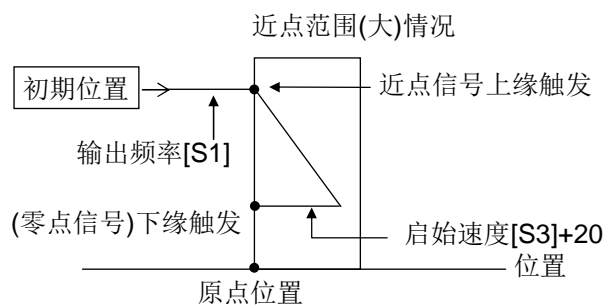 近点范围(大)情况
初期位置
近点信号上缘触发
输出频率[S1]
(零点信号)下缘触发
启始速度[S3]+20
位置
原点位置